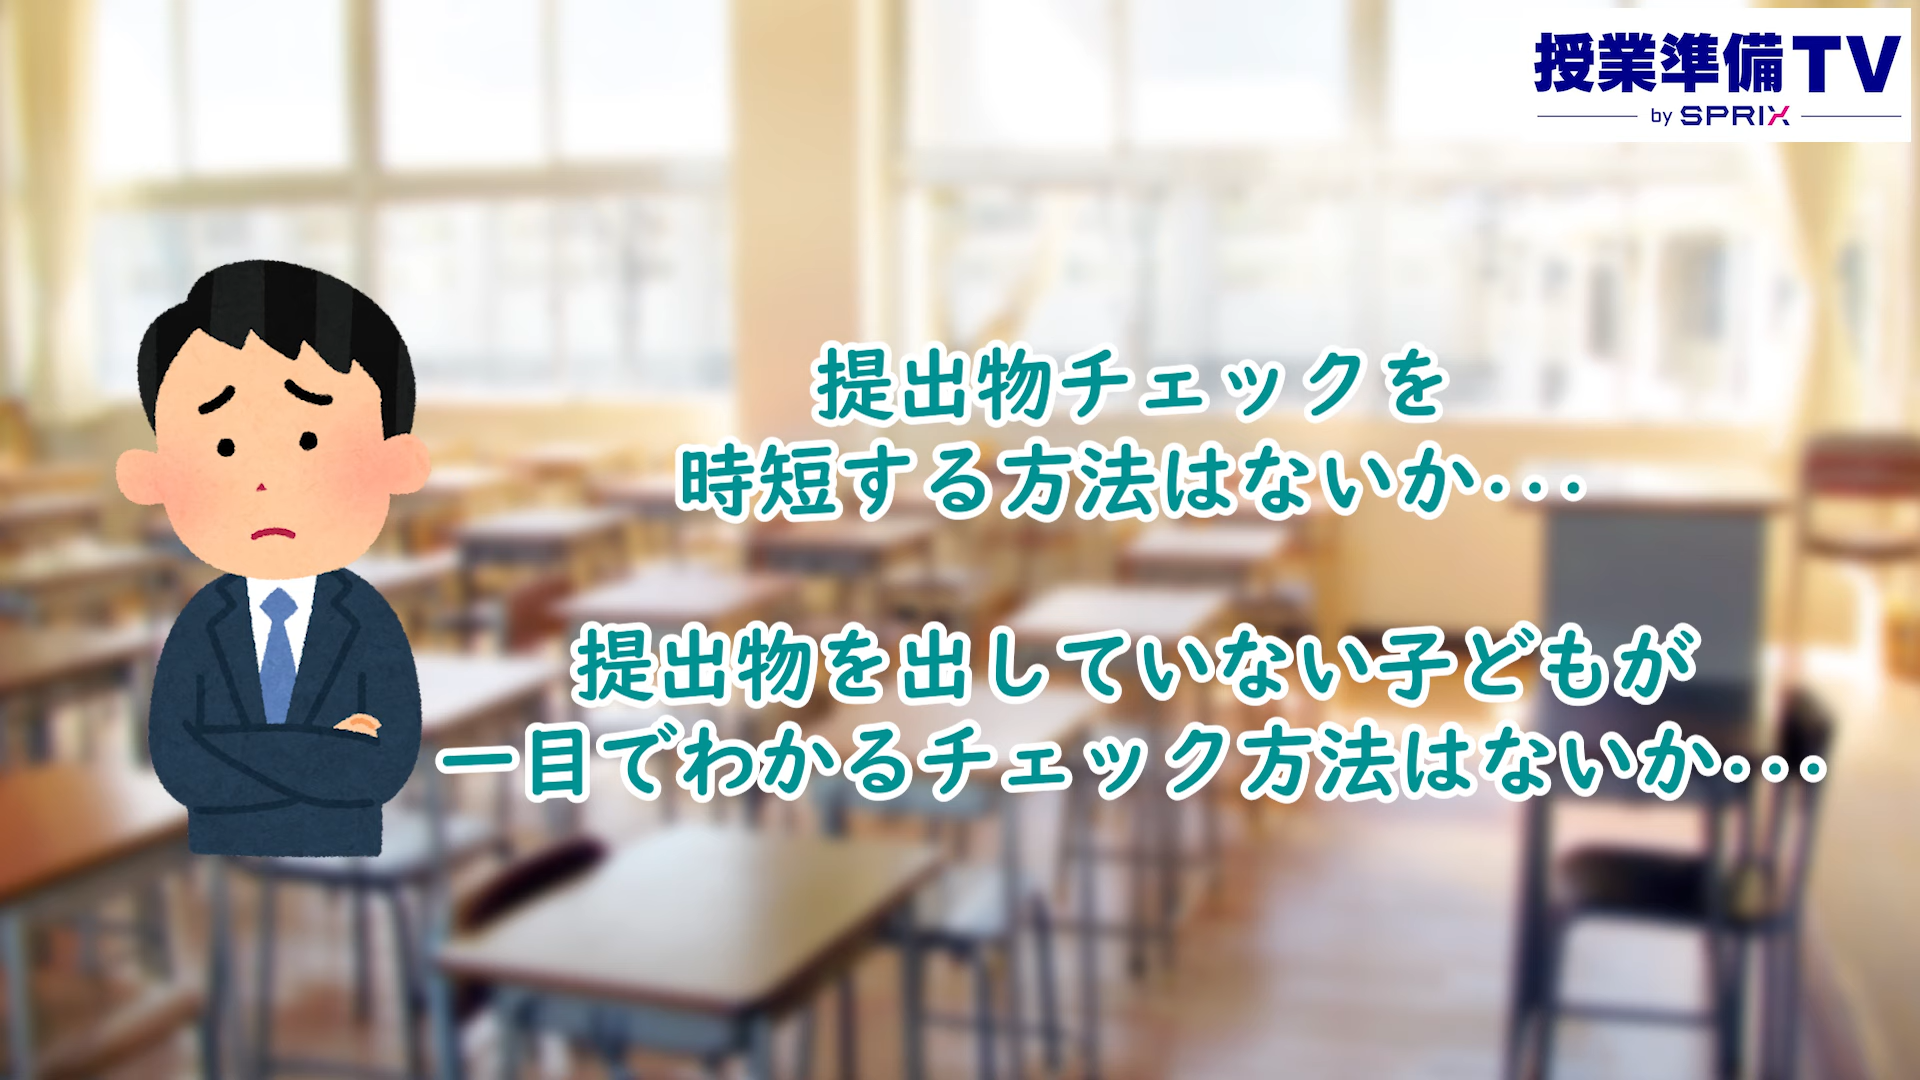 授業準備TV
by SPRIX
提出物チェックを
時短する方法はないか･･･
提出物を出していない子どもが
一目でわかるチェック方法はないか･･･